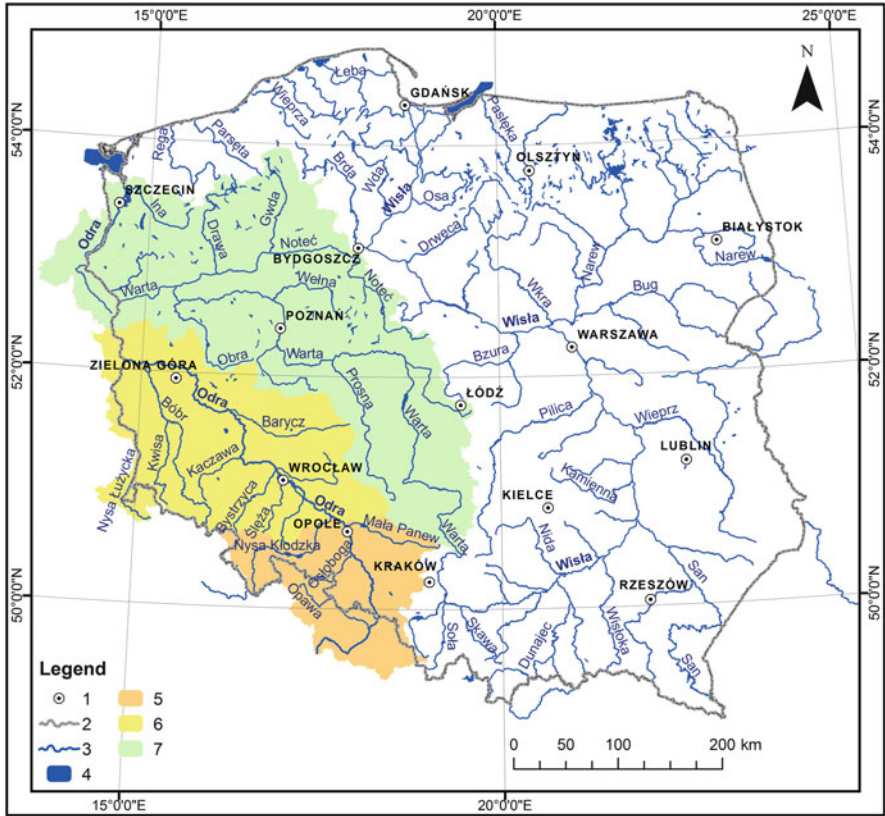 15°0'0"E
20°0'0"E
25°0'0"E
N
54°0'0"N
54°0'0"N
Łeba
GDAŃSK
Wieprza
Pasłęka
Rega
Parsęta
OLSZTYN
Brda
Wda
Wisła
SZCZECIN
Ina
Osa
Gwda
BIAŁYSTOK
Odra
Drawa
Drwęca
Noteć
Narew
Narew
BYDGOSZCZ
Noteć
Wełna
Wkra
Bug
Warta
POZNAŃ
Wisła
WARSZAWA
Obra
Warta
Bzura
52°0'0"N
52°0'0"N
ZIELONA GÓRA
Prosna
ŁÓDŹ
Odra
Warta
Pilica
Wieprz
Bóbr
Barycz
Kwisa
LUBLIN
Kaczawa
WROCŁAW
Kamienna
Nysa Łużycka
Bystrzyca
Ślęza
Odra
KIELCE
OPOLE
Mała Panew
Warta
Nida
Nysa Kłodzka
Osłoboga
Wisła
KRAKÓW
San
RZESZÓW
50°0'0"N
50°0'0"N
Opawa
Soła
Skawa
Dunajec
Wisłoka
San
Legend
1
5
2
6
3
7
4
0 50 100 200 km
15°0'0"E
20°0'0"E